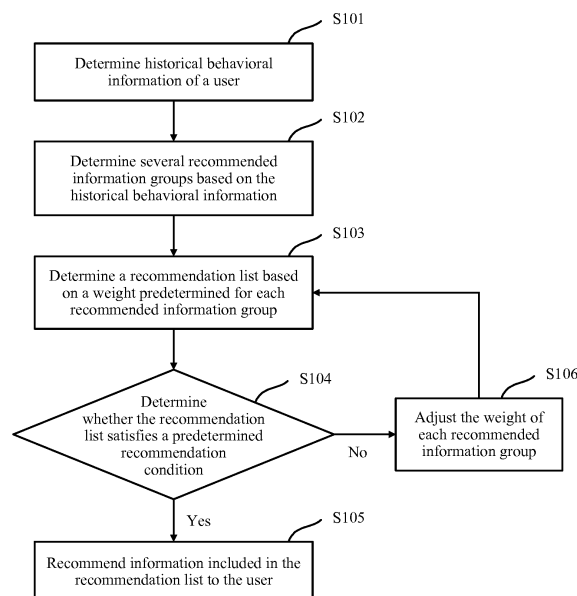 S101
Determine historical behavioral
information of a user
S102
Determine several recommended
information groups based on the
historical behavioral information
S103
Determine a recommendation list based
on a weight predetermined for each
recommended information group
S104
Determine
whether the recommendation
list satisfies a predetermined
recommendation
condition
No
S106
Adjust the weight of
each recommended
information group
Yes
S105
Recommend information included in the
recommendation list to the user